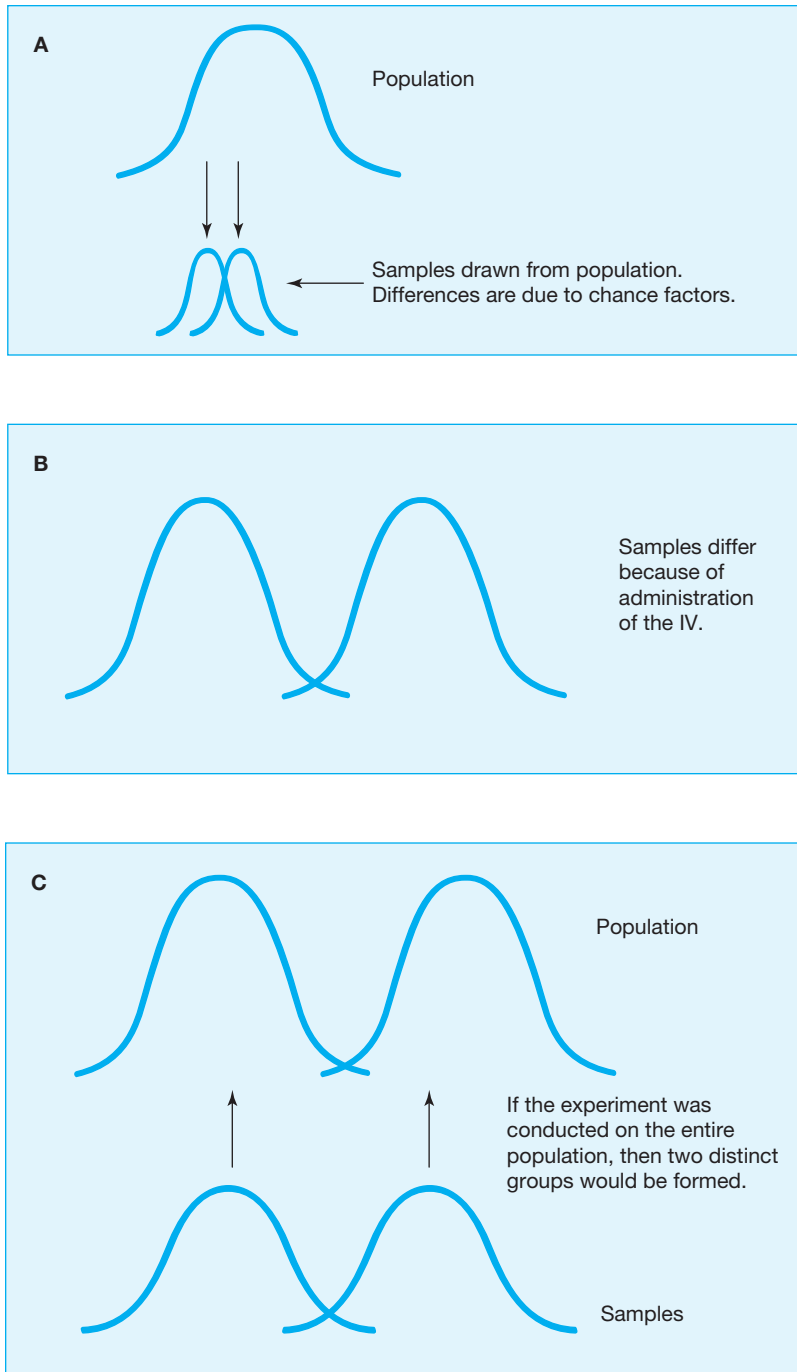 A
Population
Samples drawn from population.
Differences are due to chance factors.
B
Samples differ
because of
administration
of the IV.
C
Population
If the experiment was
conducted on the entire
population, then two distinct
groups would be formed.
Samples